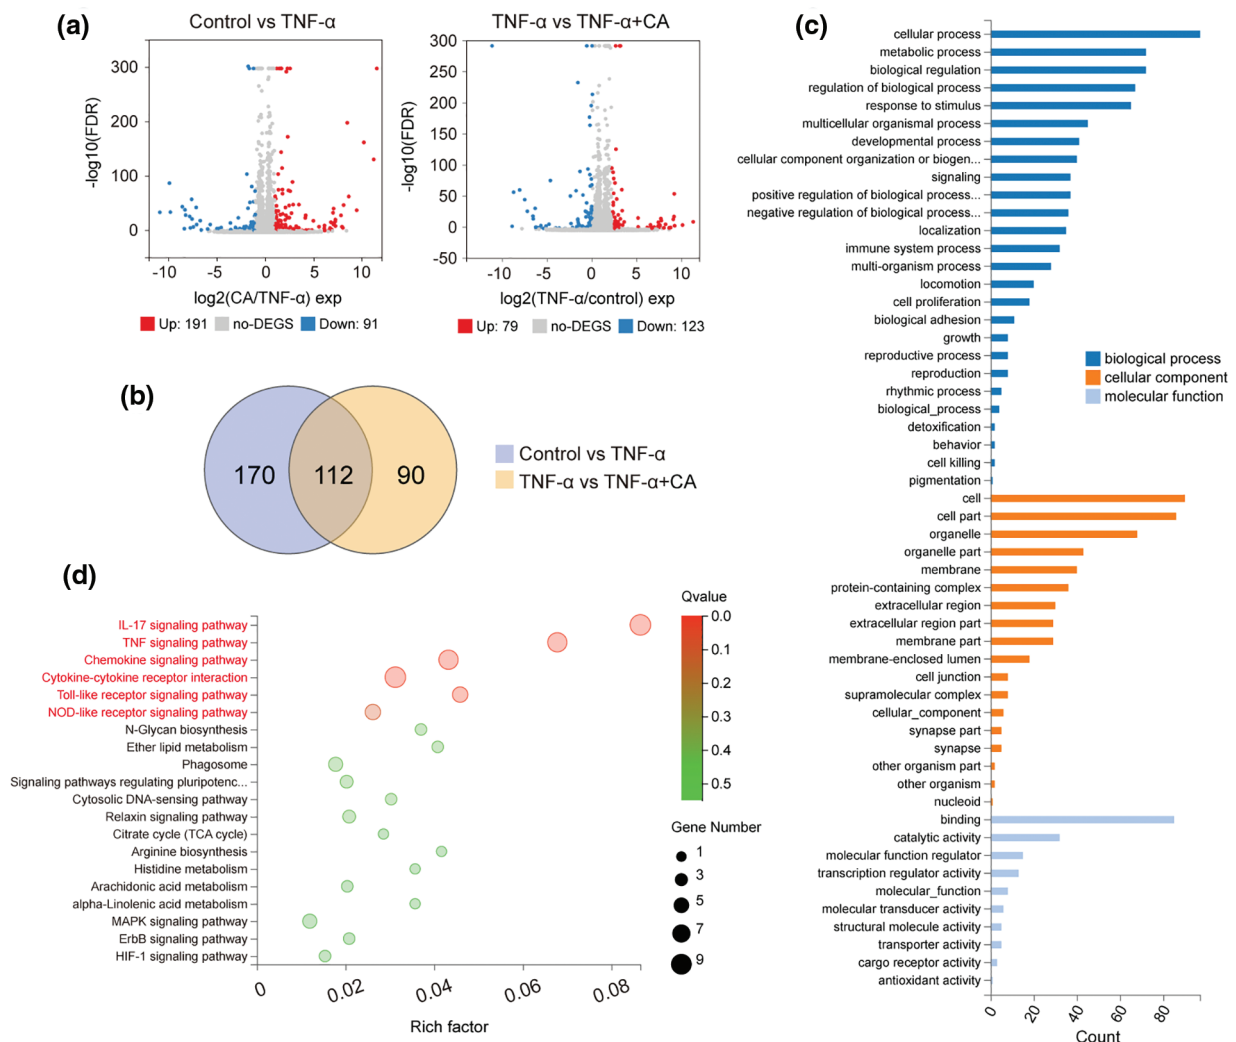 (a)
Control vs TNF-α
-log10(FDR)
300
200
100
0
-10
-5
0
5
10
log2(CA/TNF-α) exp
Up: 191
no-DEGS
Down: 91
TNF-α vs TNF-α+CA
-log10(FDR)
300
250
200
150
100
50
0
-50
-10
-5
0
5
10
log2(TNF-α/control) exp
Up: 79
no-DEGS
Down: 123
(b)
170
112
90
Control vs TNF-α
TNF-α vs TNF-α+CA
(c)
cellular process
metabolic process
biological regulation
regulation of biological process
response to stimulus
multicellular organismal process
developmental process
cellular component organization or biogen...
signaling
positive regulation of biological process...
negative regulation of biological process...
localization
immune system process
multi-organism process
locomotion
cell proliferation
biological adhesion
growth
reproductive process
reproduction
rhythmic process
biological_process
detoxification
behavior
cell killing
pigmentation
cell
cell part
organelle
organelle part
membrane
protein-containing complex
extracellular region
extracellular region part
membrane part
membrane-enclosed lumen
cell junction
supramolecular complex
cellular_component
synapse part
synapse
other organism part
other organism
nucleoid
binding
catalytic activity
molecular function regulator
transcription regulator activity
molecular_function
molecular transducer activity
structural molecule activity
transporter activity
cargo receptor activity
antioxidant activity
0
20
40
60
80
Count
biological process
cellular component
molecular function
(d)
IL-17 signaling pathway
TNF signaling pathway
Chemokine signaling pathway
Cytokine-cytokine receptor interaction
Toll-like receptor signaling pathway
NOD-like receptor signaling pathway
N-Glycan biosynthesis
Ether lipid metabolism
Phagosome
Signaling pathways regulating pluripotenc...
Cytosolic DNA-sensing pathway
Relaxin signaling pathway
Citrate cycle (TCA cycle)
Arginine biosynthesis
Histidine metabolism
Arachidonic acid metabolism
alpha-Linolenic acid metabolism
MAPK signaling pathway
ErbB signaling pathway
HIF-1 signaling pathway
0
0.02
0.04
0.06
0.08
Rich factor
Qvalue
0.0
0.1
0.2
0.3
0.4
0.5
Gene Number
1
3
5
7
9